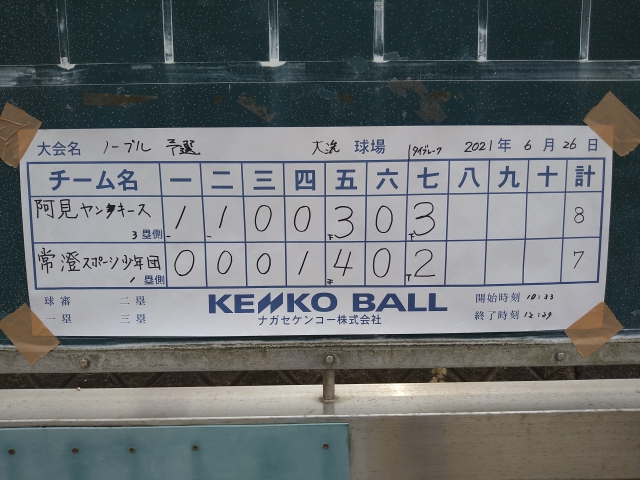 大会名 ノーブル 予選 大洗 球場 タイブレーク 2021年 6月 26日
チーム名 一 二 三 四 五 六 七 八 九 十 計
阿見ヤンキース 3塁側 1 1 0 0 3 0 3 8
常澄スポーツ少年団 1塁側 0 0 0 1 4 0 2 7
球審 二塁 KENKO BALL 開始時刻 10:33
一塁 三塁 ナガセケンコー株式会社 終了時刻 12:29